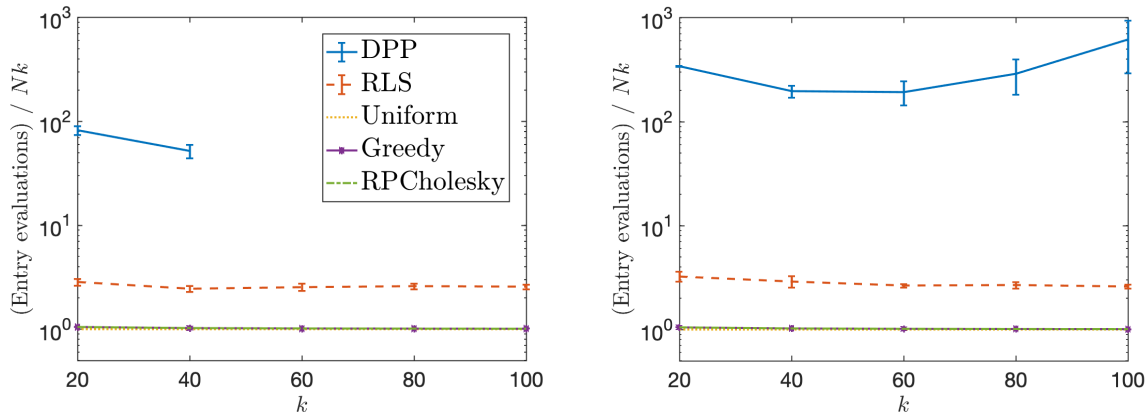 (Entry evaluations) / Nk
10^3
10^2
10^1
10^0
20 40 60 80 100
k
DPP
RLS
Uniform
Greedy
RPCholesky
(Entry evaluations) / Nk
10^3
10^2
10^1
10^0
20 40 60 80 100
k